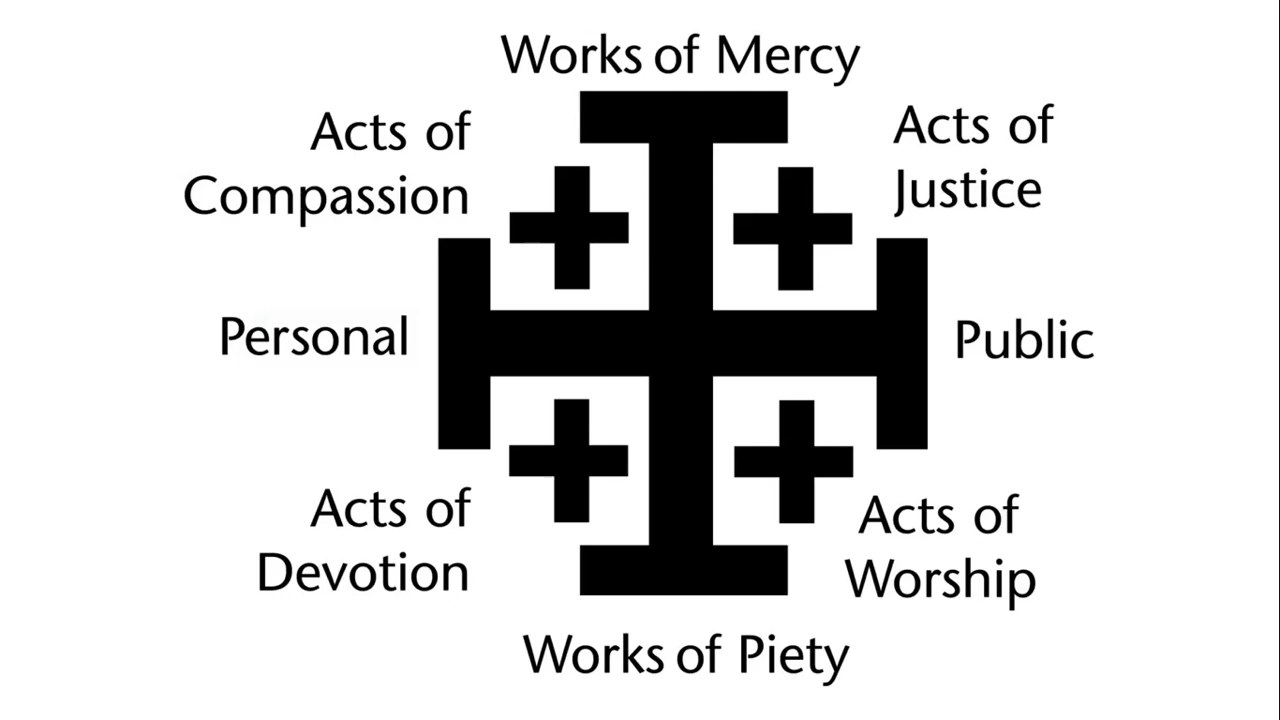 Works of Mercy
Acts of
Compassion
Acts of
Justice
Personal
Public
Acts of
Devotion
Acts of
Worship
Works of Piety